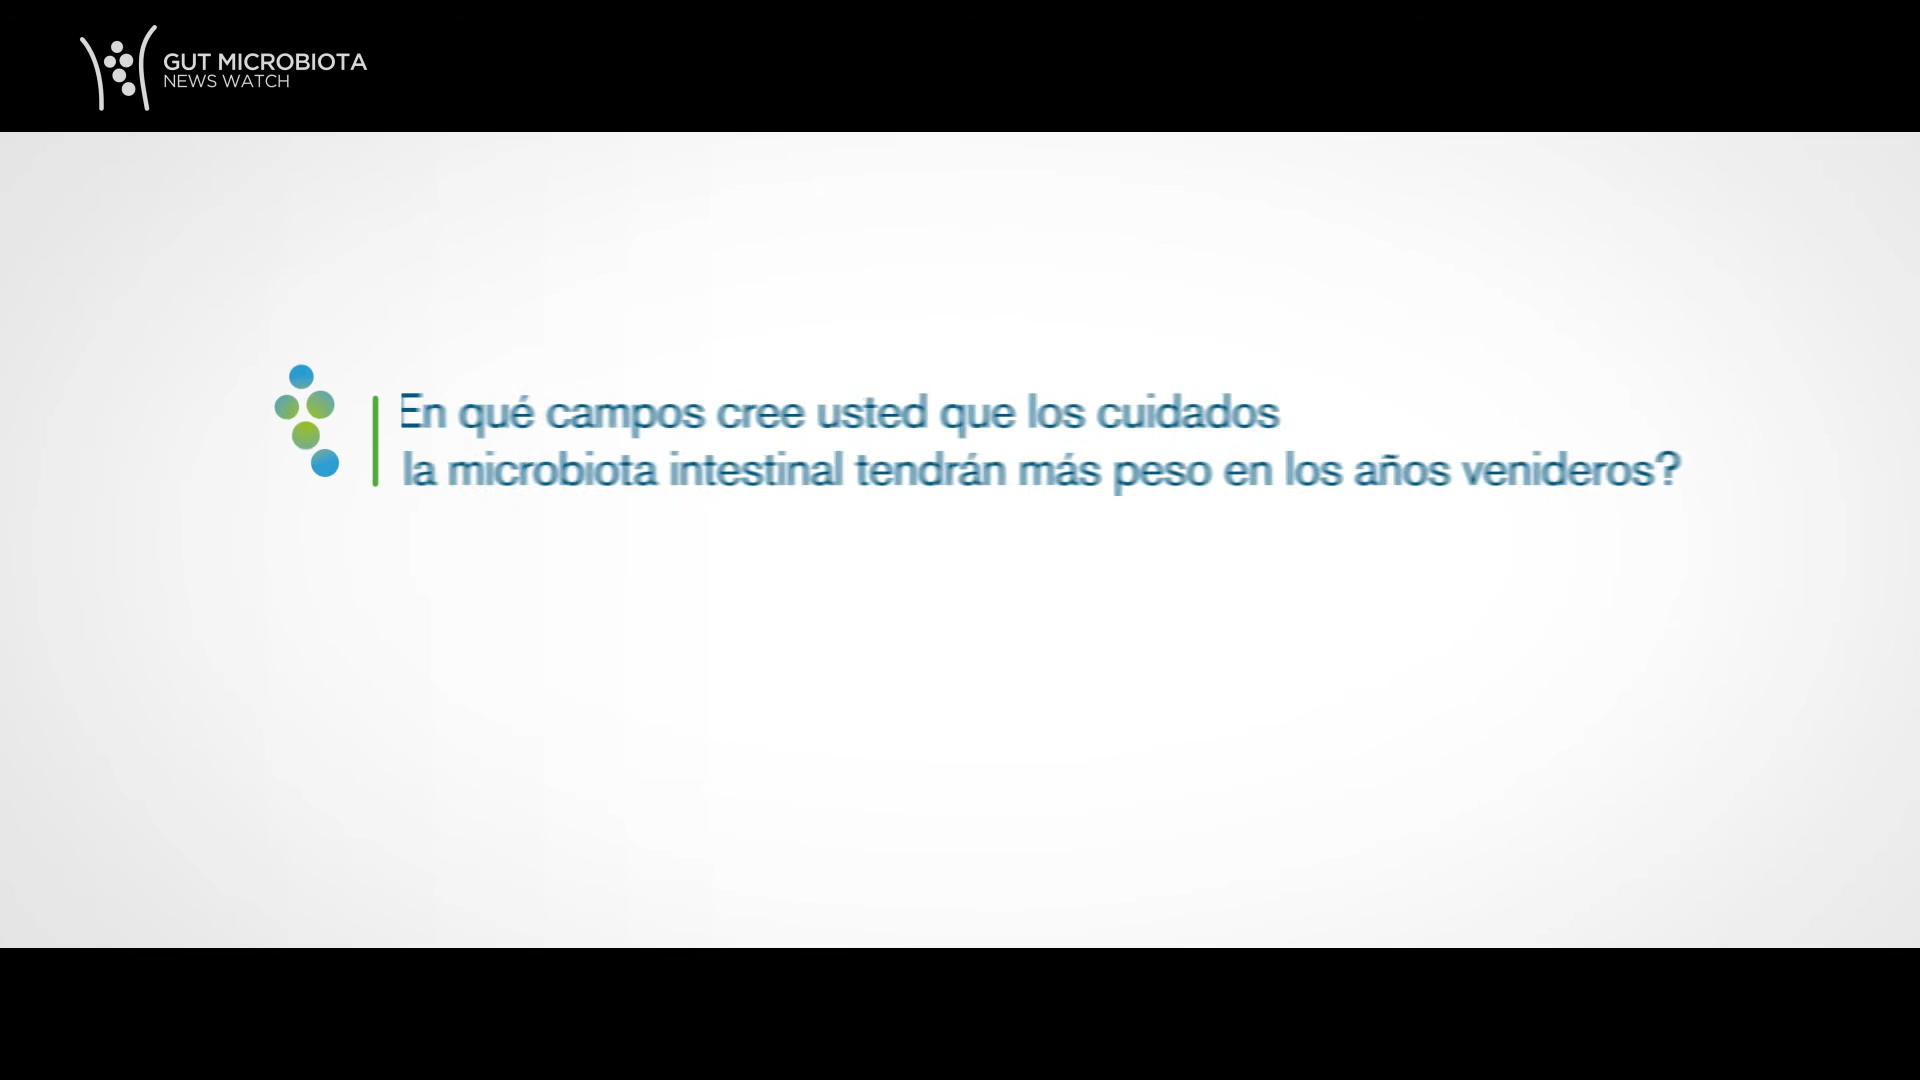 GUT MICROBIOTA
NEWS WATCH
En qué campos cree usted que los cuidados
la microbiota intestinal tendrán más peso en los años venideros?